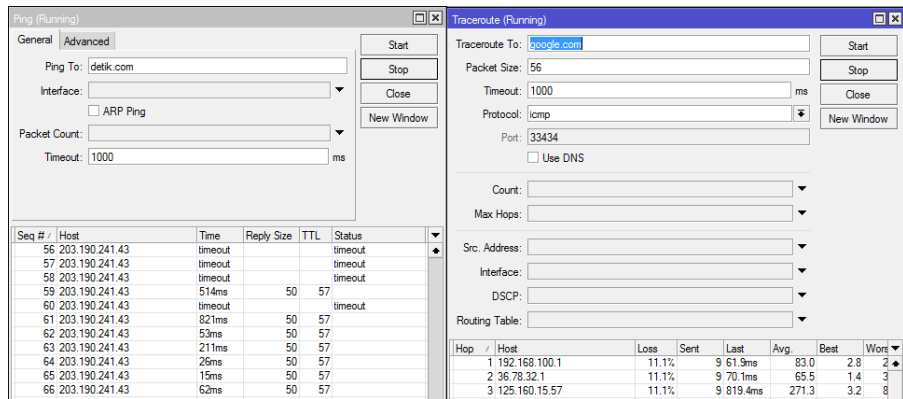 Ping (Running)
General Advanced
Ping To: detik.com
Interface:
ARP Ping
Packet Count:
Timeout: 1000 ms
Start
Stop
Close
New Window
Seq # / Host Time Reply Size TTL Status
56 203.190.241.43 timeout timeout
57 203.190.241.43 timeout timeout
58 203.190.241.43 timeout timeout
59 203.190.241.43 514ms 50 57
60 203.190.241.43 timeout timeout
61 203.190.241.43 821ms 50 57
62 203.190.241.43 53ms 50 57
63 203.190.241.43 211ms 50 57
64 203.190.241.43 26ms 50 57
65 203.190.241.43 15ms 50 57
66 203.190.241.43 62ms 50 57
Traceroute (Running)
Traceroute To: google.com
Packet Size: 56
Timeout: 1000 ms
Protocol: icmp
Port: 33434
Use DNS
Count:
Max Hops:
Src. Address:
Interface:
DSCP:
Routing Table:
Start
Stop
Close
New Window
Hop / Host Loss Sent Last Avg. Best
1 192.168.100.1 11.1% 9 61.9ms 83.0 2.8
2 36.78.32.1 11.1% 9 70.1ms 65.5 1.4
3 125.160.15.57 11.1% 9 819.4ms 271.3 3.2